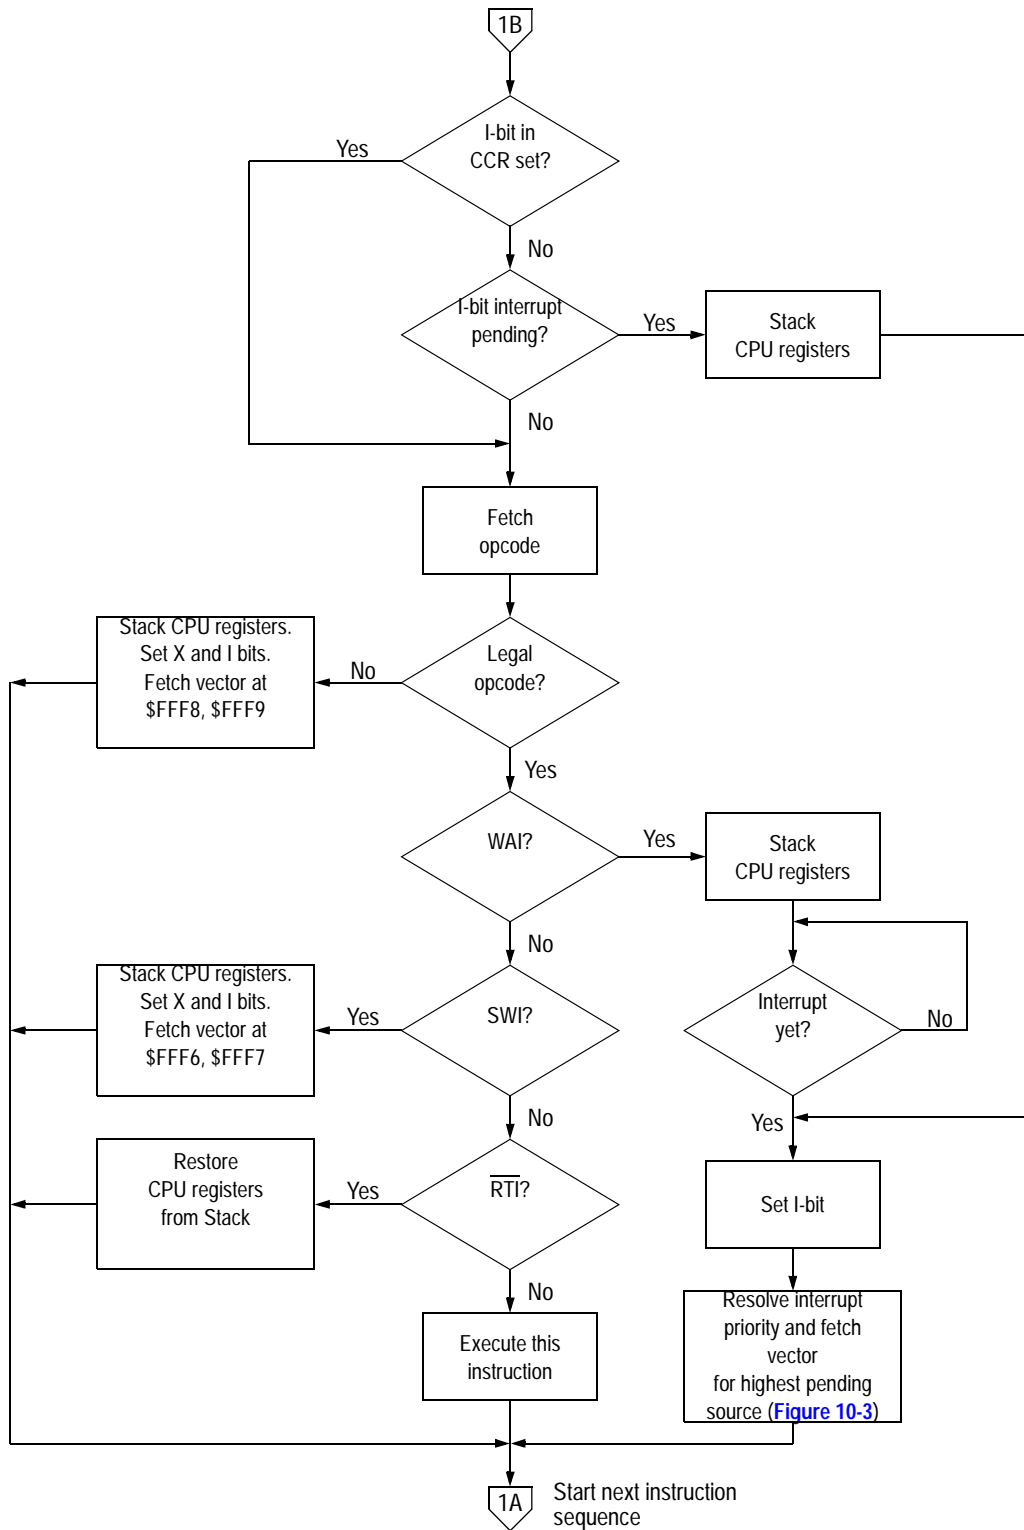 1B
I-bit in
CCR set?
Yes
No
I-bit interrupt
pending?
Yes
Stack
CPU registers
No
Fetch
opcode
Stack CPU registers.
Set X and I bits.
Fetch vector at
$FFF8, $FFF9
No
Legal
opcode?
Yes
WAI?
Yes
Stack
CPU registers
No
Stack CPU registers.
Set X and I bits.
Fetch vector at
$FFF6, $FFF7
Yes
SWI?
Interrupt
yet?
No
No
Yes
Restore
CPU registers
from Stack
Yes
RTI?
Set I-bit
No
Execute this
instruction
Resolve interrupt
priority and fetch
vector
for highest pending
source (Figure 10-3)
1A
Start next instruction
sequence